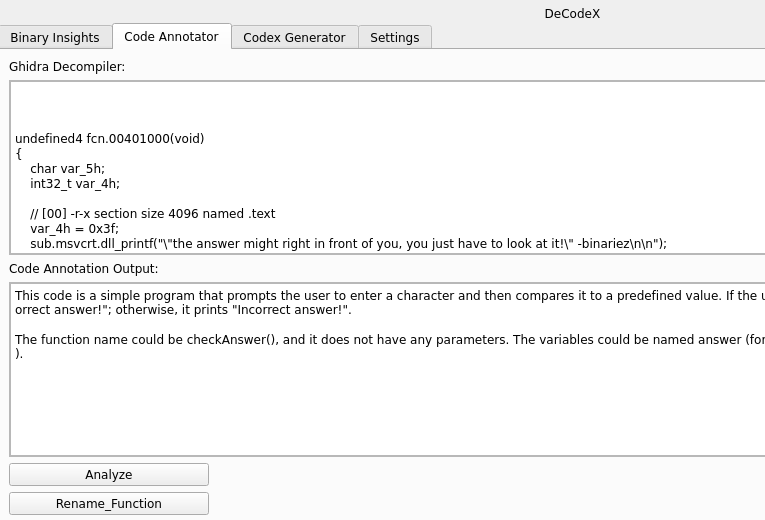 DeCodeX
Binary Insights Code Annotator Codex Generator Settings
Ghidra Decompiler:
undefined4 fcn.00401000(void)
{
char var_5h;
int32_t var_4h;
// [00] -r-x section size 4096 named .text
var_4h = 0x3f;
sub.msvcrt.dll_printf("\"the answer might right in front of you, you just have to look at it!\" -binariez\n\n");
Code Annotation Output:
This code is a simple program that prompts the user to enter a character and then compares it to a predefined value. If the u
orrect answer!"; otherwise, it prints "Incorrect answer!".
The function name could be checkAnswer(), and it does not have any parameters. The variables could be named answer (for
).
Analyze
Rename_Function